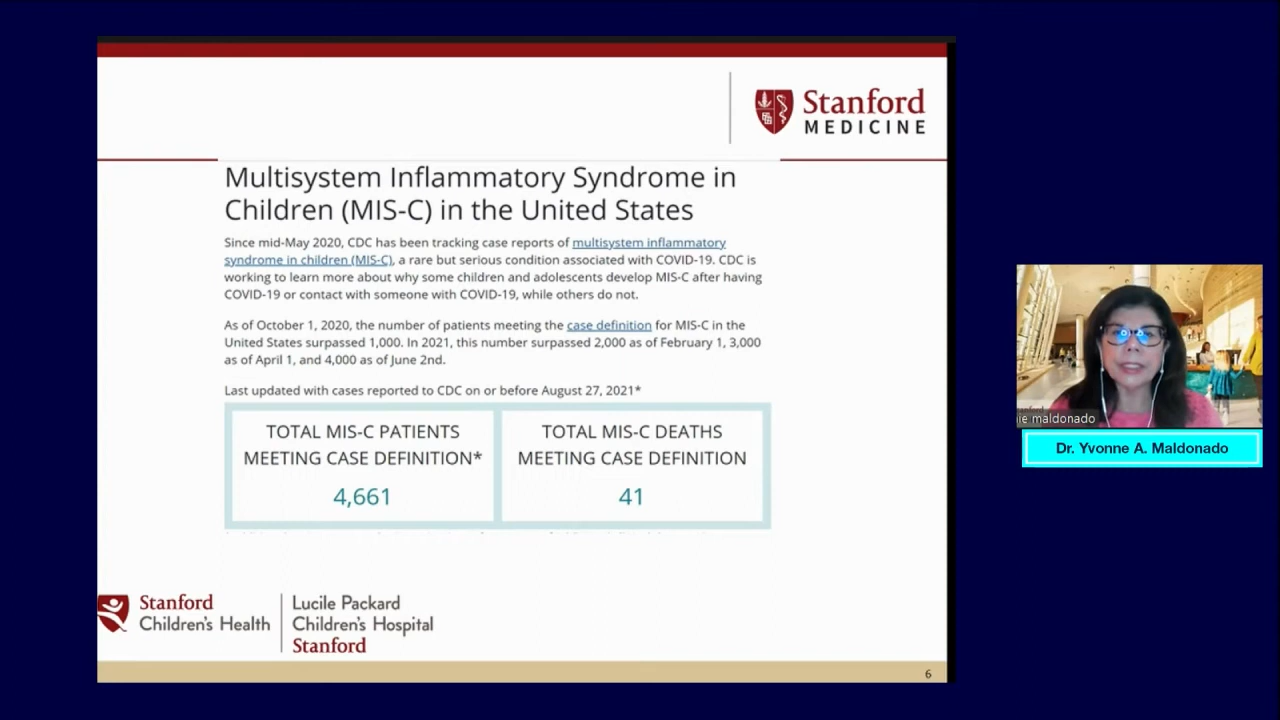 Stanford
MEDICINE
Multisystem Inflammatory Syndrome in
Children (MIS-C) in the United States
Since mid-May 2020, CDC has been tracking case reports of multisystem inflammatory
syndrome in children (MIS-C), a rare but serious condition associated with COVID-19. CDC is
working to learn more about why some children and adolescents develop MIS-C after having
COVID-19 or contact with someone with COVID-19, while others do not.
As of October 1, 2020, the number of patients meeting the case definition for MIS-C in the
United States surpassed 1,000. In 2021, this number surpassed 2,000 as of February 1, 3,000
as of April 1, and 4,000 as of June 2nd.
Last updated with cases reported to CDC on or before August 27, 2021*
TOTAL MIS-C PATIENTS
MEETING CASE DEFINITION*
4,661
TOTAL MIS-C DEATHS
MEETING CASE DEFINITION
41
Stanford
Children's Health
Lucile Packard
Children's Hospital
Stanford
6
maldonado
Dr. Yvonne A. Maldonado